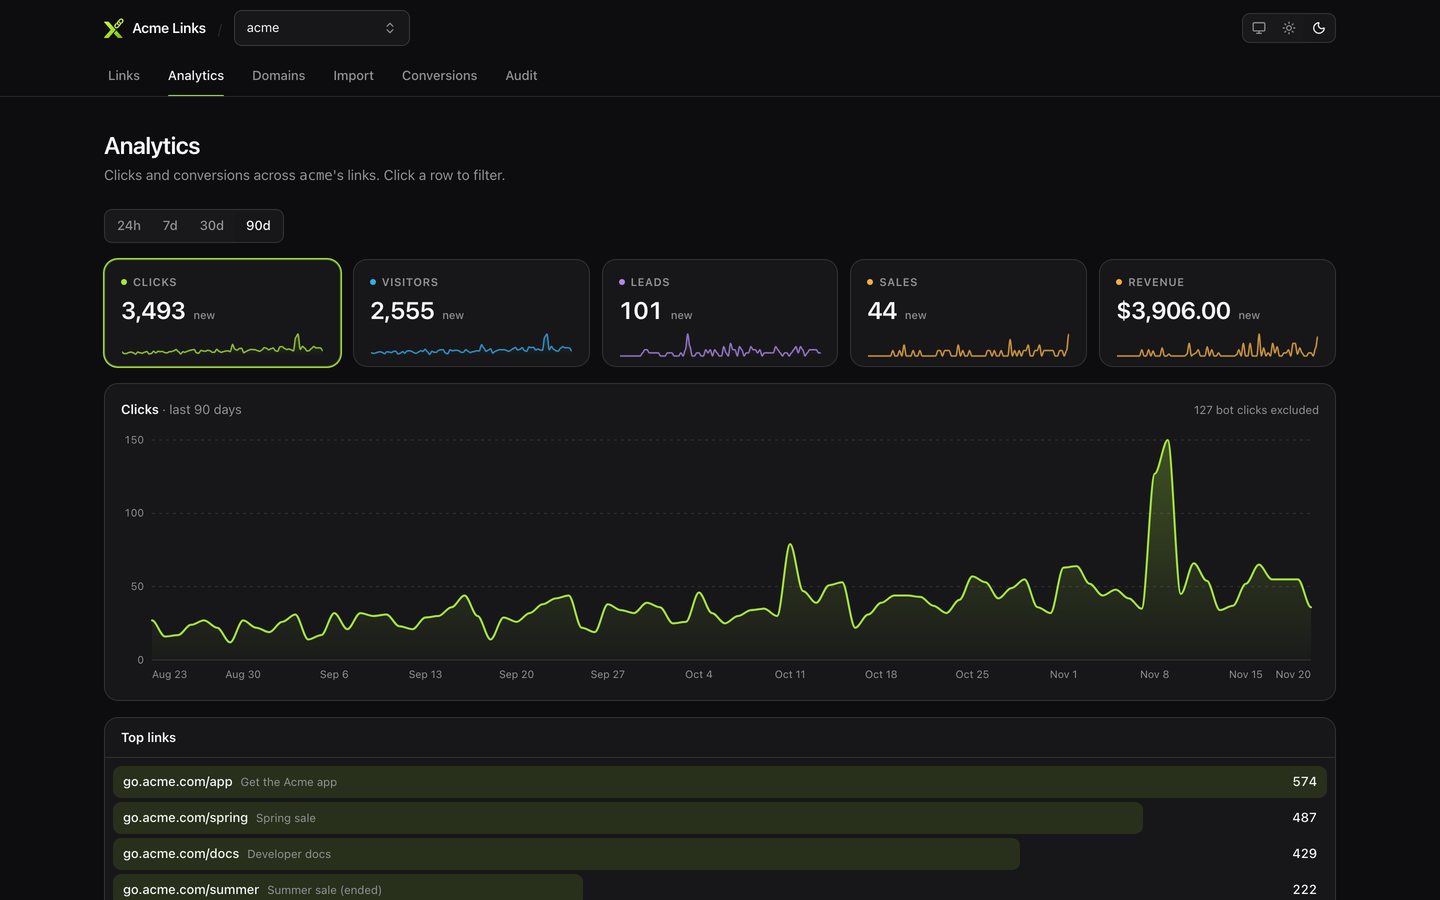 Acme Links / acme
Links Analytics Domains Import Conversions Audit
Analytics
Clicks and conversions across acme's links. Click a row to filter.
24h 7d 30d 90d
CLICKS
3,493 new
VISITORS
2,555 new
LEADS
101 new
SALES
44 new
REVENUE
$3,906.00 new
Clicks · last 90 days
127 bot clicks excluded
150
100
50
0
Aug 23 Aug 30 Sep 6 Sep 13 Sep 20 Sep 27 Oct 4 Oct 11 Oct 18 Oct 25 Nov 1 Nov 8 Nov 15 Nov 20
Top links
go.acme.com/app Get the Acme app 574
go.acme.com/spring Spring sale 487
go.acme.com/docs Developer docs 429
go.acme.com/summer Summer sale (ended) 222